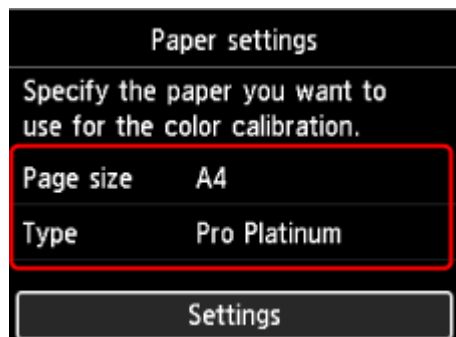 Paper settings
Specify the paper you want to
use for the color calibration.
Page size A4
Type Pro Platinum
Settings